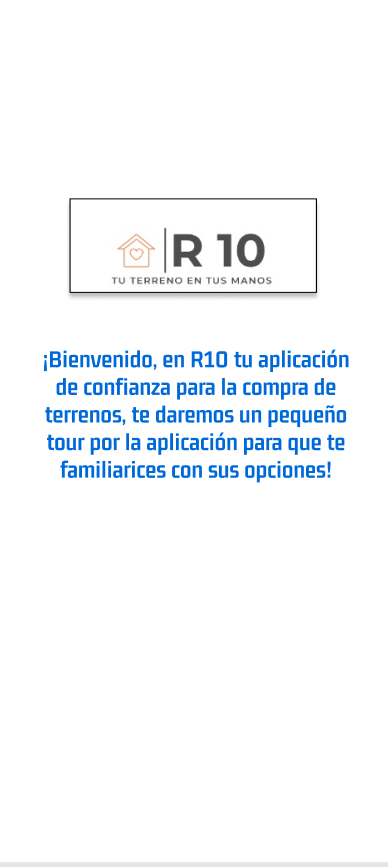 R 10
TU TERRENO EN TUS MANOS
¡Bienvenido, en R10 tu aplicación
de confianza para la compra de
terrenos, te daremos un pequeño
tour por la aplicación para que te
familiarices con sus opciones!